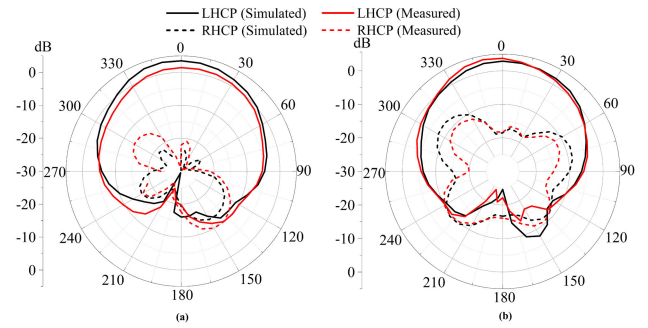 LHCP (Simulated) LHCP (Measured)
RHCP (Simulated) RHCP (Measured)
dB 0 dB 0
330 30 330 30
0 0
300 60 300 60
-10 -10
-20 -20
-30 270 90 -30 270 90
-20 -20
240 120 240 120
-10 -10
210 150 210 150
0 0
180 180
(a) (b)